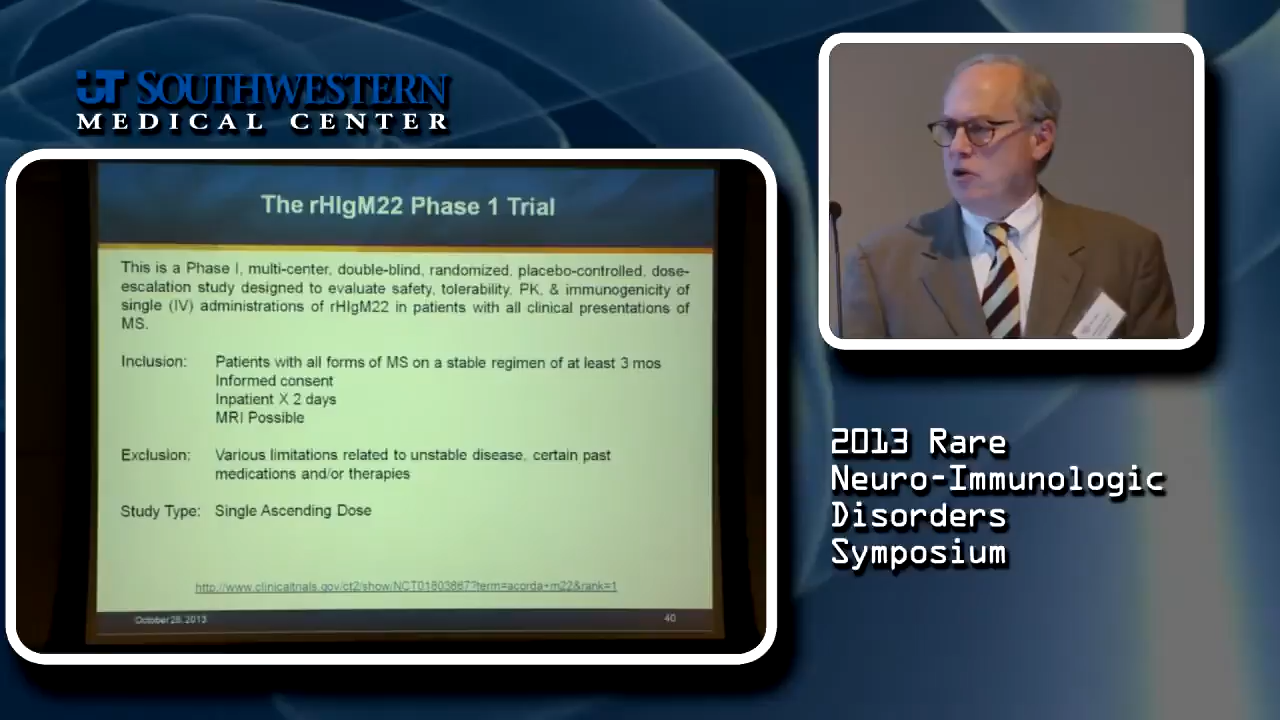 UT SOUTHWESTERN
MEDICAL CENTER
The rHIgM22 Phase 1 Trial
This is a Phase I, multi-center, double-blind, randomized, placebo-controlled, dose-
escalation study designed to evaluate safety, tolerability, PK, & immunogenicity of
single (IV) administrations of rHIgM22 in patients with all clinical presentations of
MS.
Inclusion: Patients with all forms of MS on a stable regimen of at least 3 mos
Informed consent
Inpatient X 2 days
MRI Possible
Exclusion: Various limitations related to unstable disease, certain past
medications and/or therapies
Study Type: Single Ascending Dose
http://www.clinicaltrials.gov/ct2/show/NCT01803867?term=acorda+m22&rank=1
October 28, 2013 40
2013 Rare
Neuro-Immunologic
Disorders
Symposium